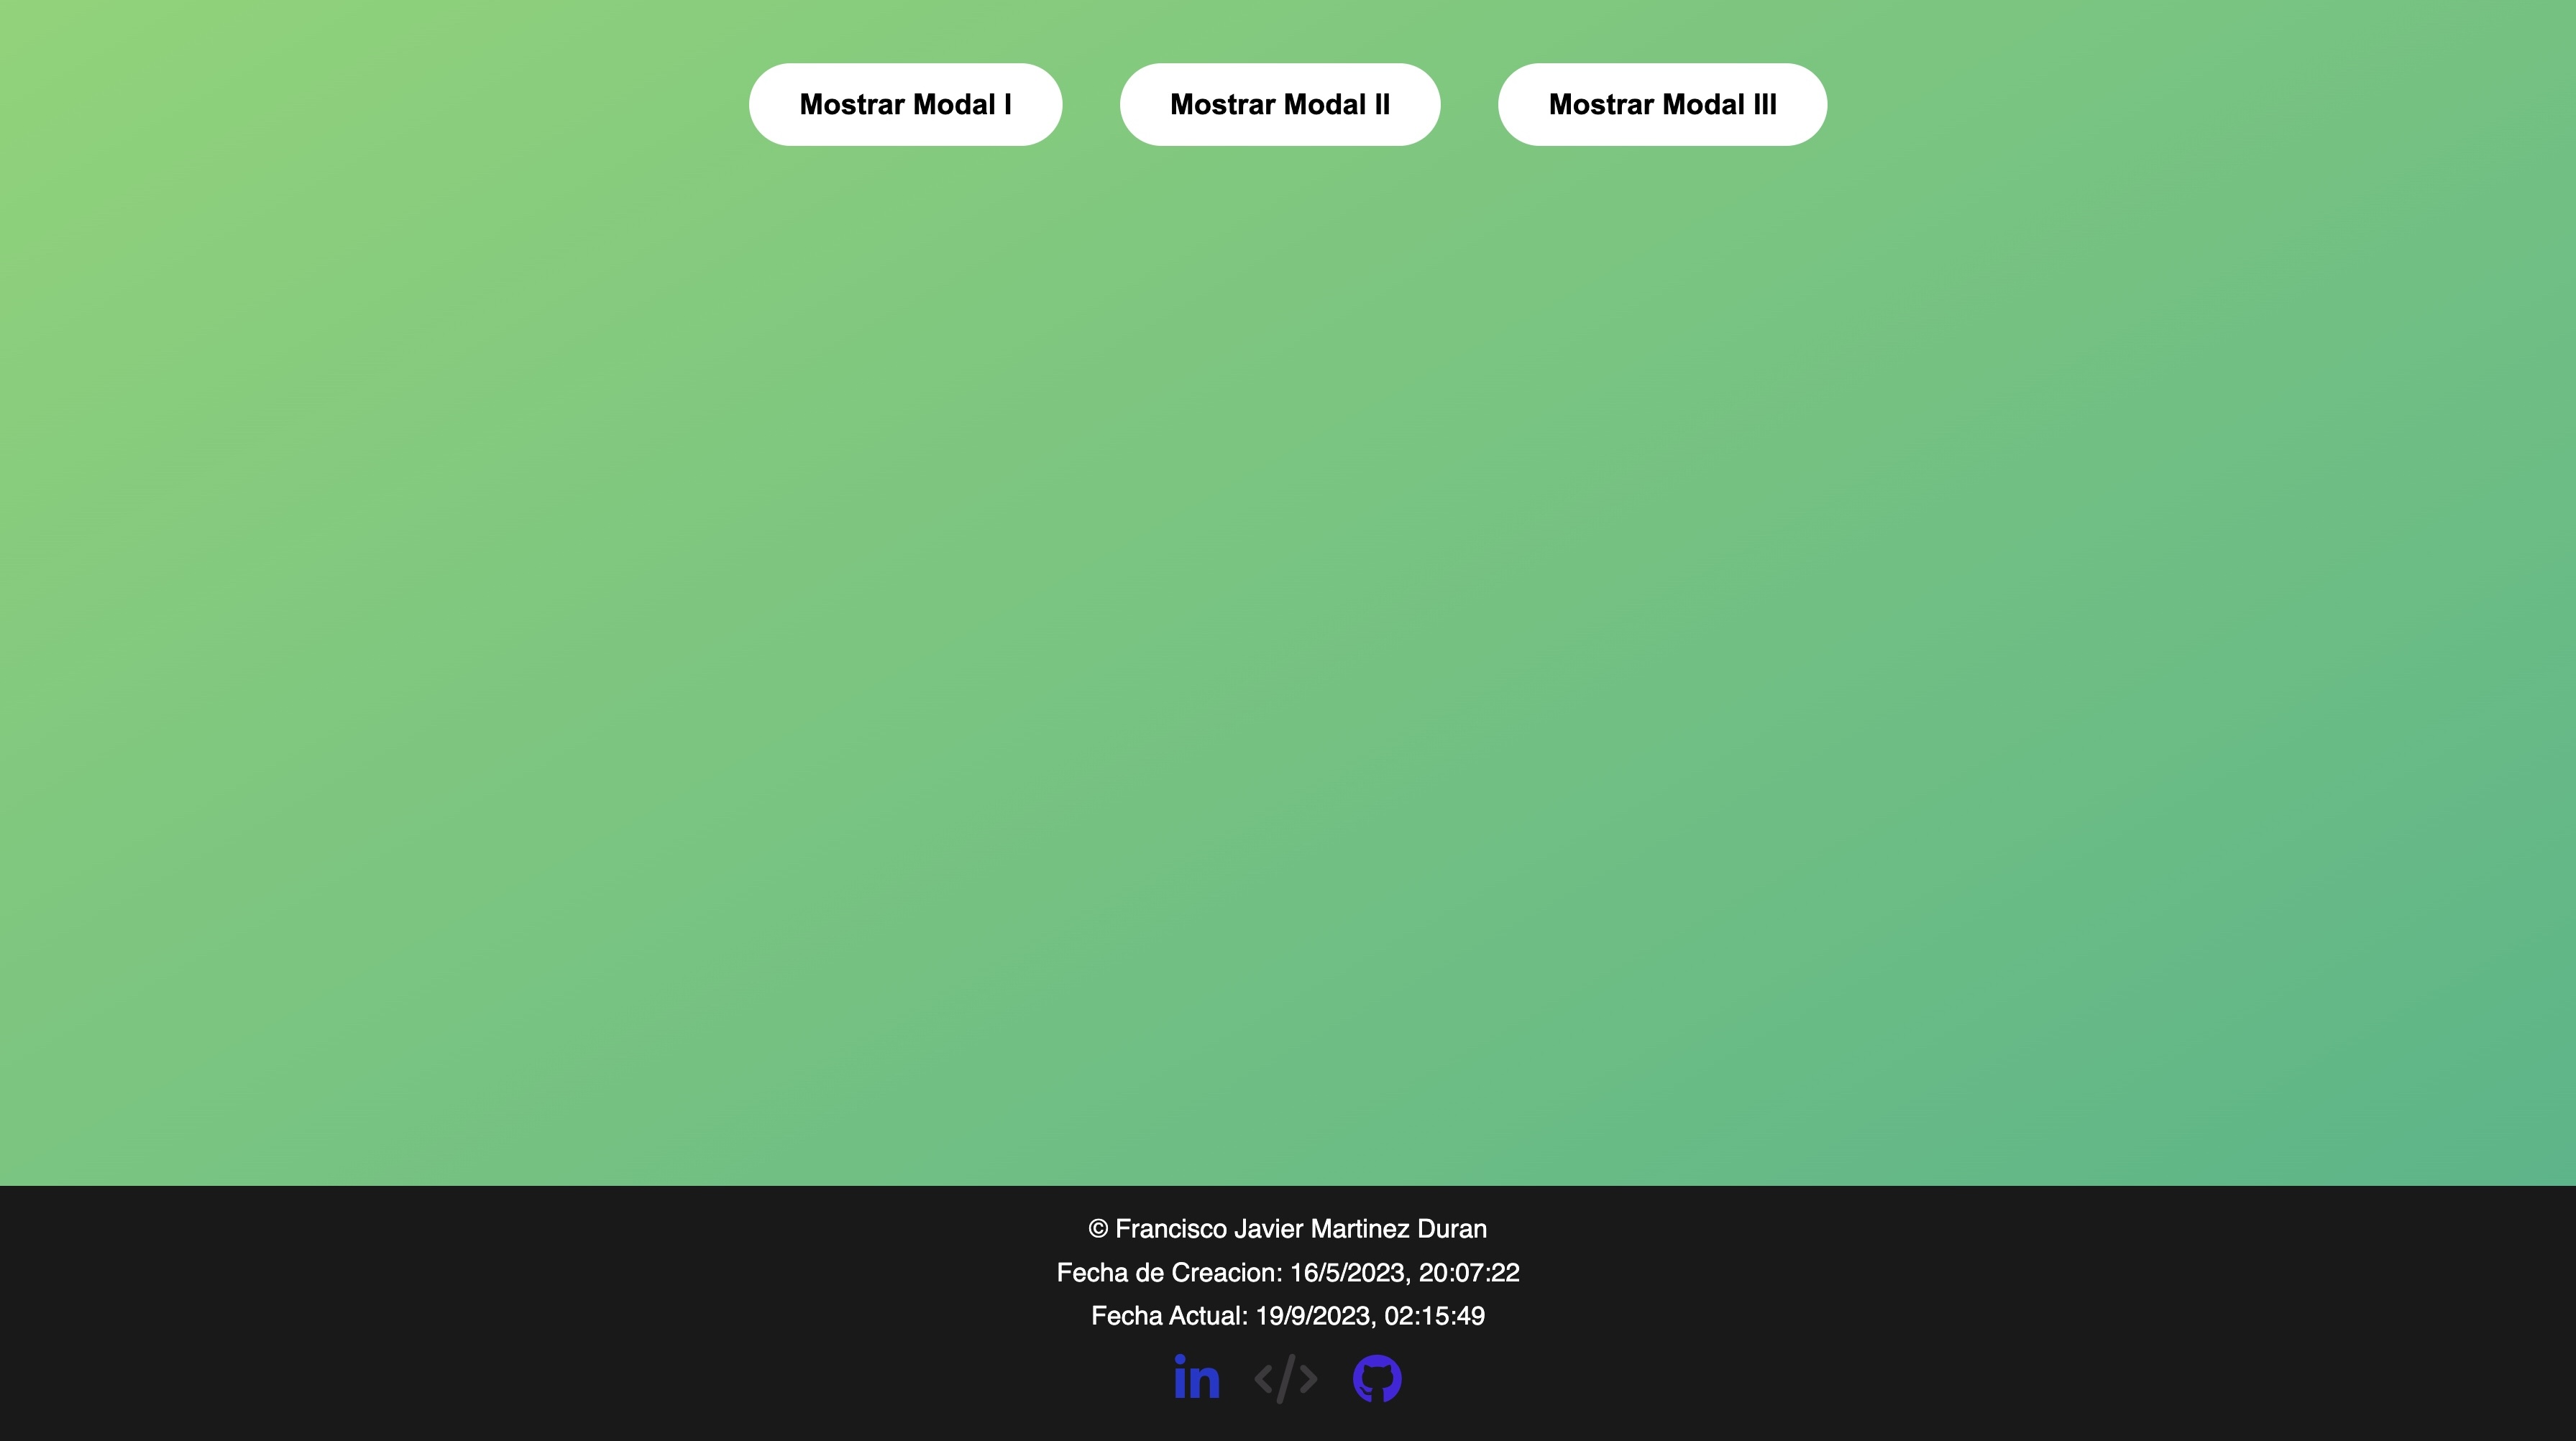 Mostrar Modal I
Mostrar Modal II
Mostrar Modal III
© Francisco Javier Martinez Duran
Fecha de Creacion: 16/5/2023, 20:07:22
Fecha Actual: 19/9/2023, 02:15:49
in </>